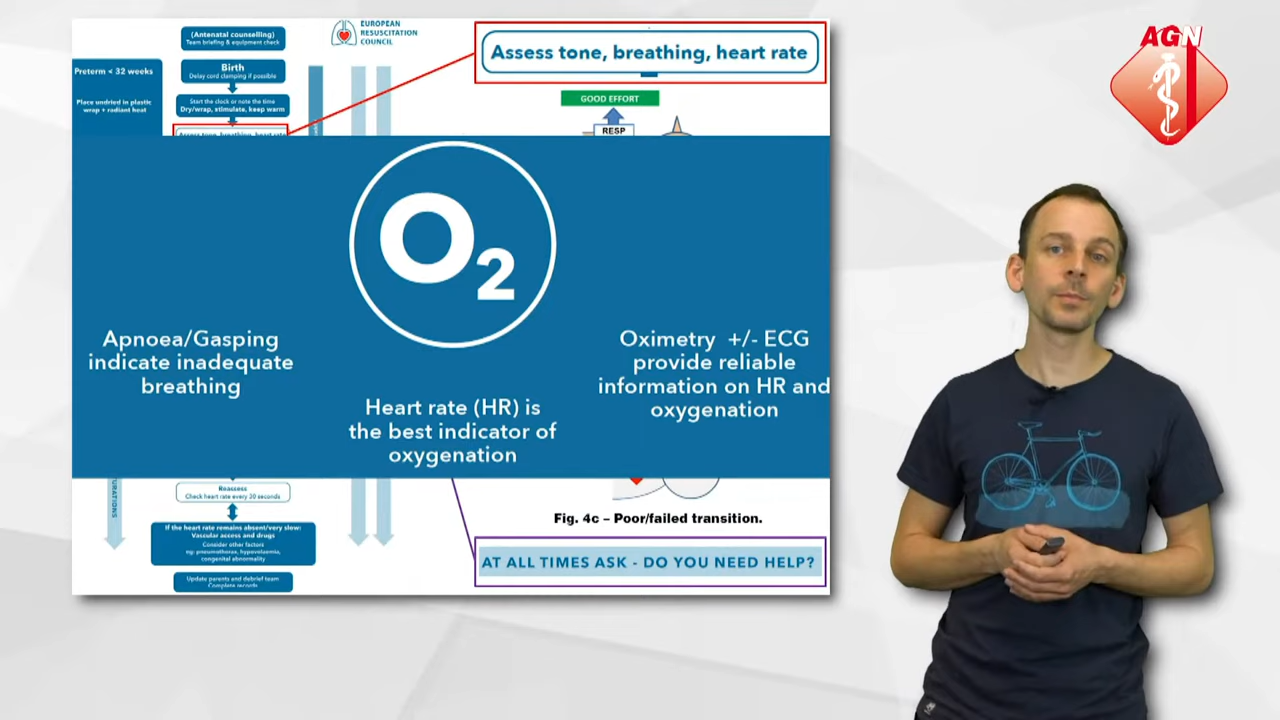 (Antenatal counselling)
Team briefing & equipment check
EUROPEAN
RESUSCITATION
COUNCIL
Assess tone, breathing, heart rate
AGN
Preterm < 32 weeks
Birth
Delay cord clamping if possible
Place undried in plastic
wrap + radiant heat
Start the clock or note the time
Dry/wrap, stimulate, keep warm
Assess tone, breathing, heart rate
GOOD EFFORT
RESP
O2
Apnoea/Gasping
indicate inadequate
breathing
Heart rate (HR) is
the best indicator of
oxygenation
Oximetry +/- ECG
provide reliable
information on HR and
oxygenation
Reassess
Check heart rate every 30 seconds
If the heart rate remains absent/very slow:
Vascular access and drugs
Consider other factors
eg: pneumothorax, hypovolaemia,
congenital abnormality
Update parents and debrief team
Complete records
Fig. 4c – Poor/failed transition.
AT ALL TIMES ASK - DO YOU NEED HELP?